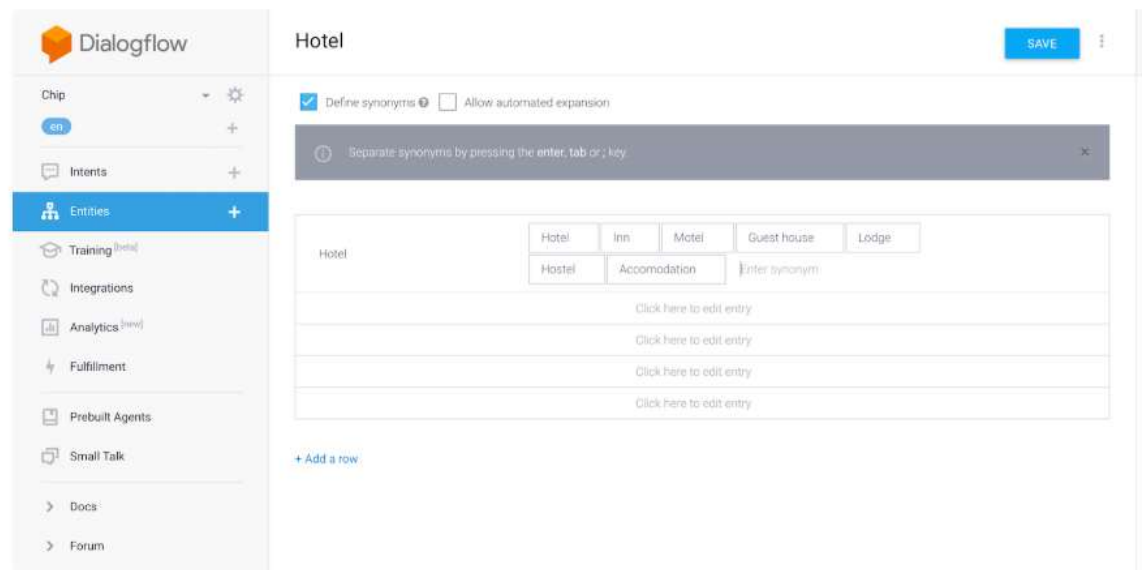 Dialogflow
Hotel
SAVE
Chip
en
Define synonyms
Allow automated expansion
Separate synonyms by pressing the enter, tab or ; key.
Intents
Entities
Training [beta]
Integrations
Analytics [new]
Fulfillment
Prebuilt Agents
Small Talk
Docs
Forum
Hotel
Hotel Inn Motel Guest house Lodge
Hostel Accomodation Enter synonym
Click here to edit entry
Click here to edit entry
Click here to edit entry
Click here to edit entry
+ Add a row